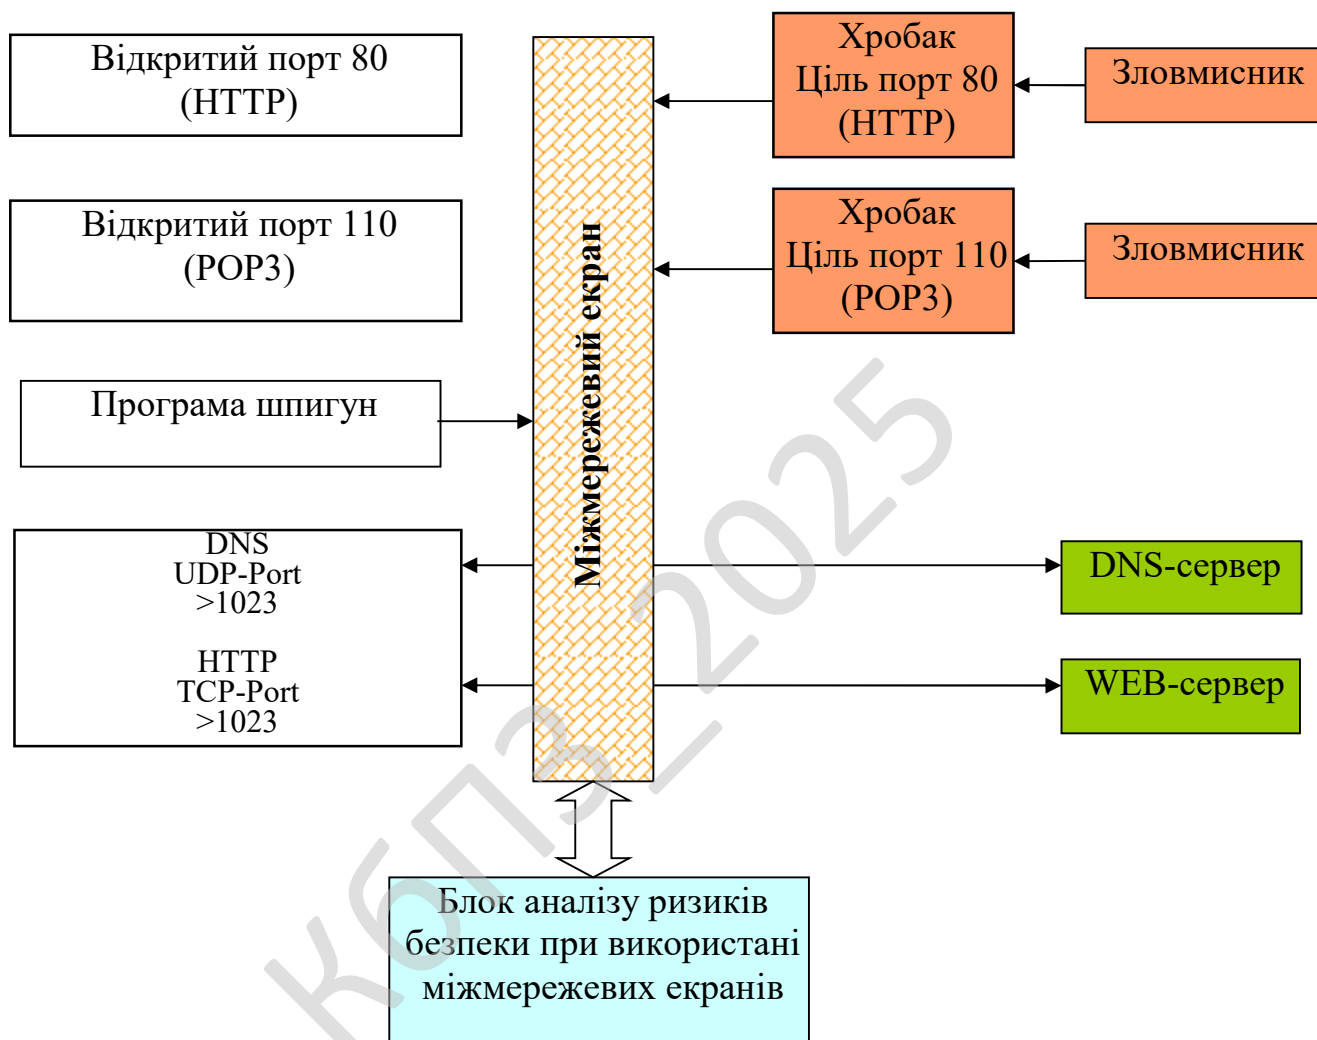 Відкритий порт 80
(HTTP)
Хробак
Ціль порт 80
(HTTP)
Зловмисник
Відкритий порт 110
(POP3)
Хробак
Ціль порт 110
(POP3)
Зловмисник
Міжмережевий екран
Програма шпигун
DNS
UDP-Port
>1023
HTTP
TCP-Port
>1023
DNS-сервер
WEB-сервер
Блок аналізу ризиків
безпеки при використані
міжмережевих екранів
КбПЗ_2025